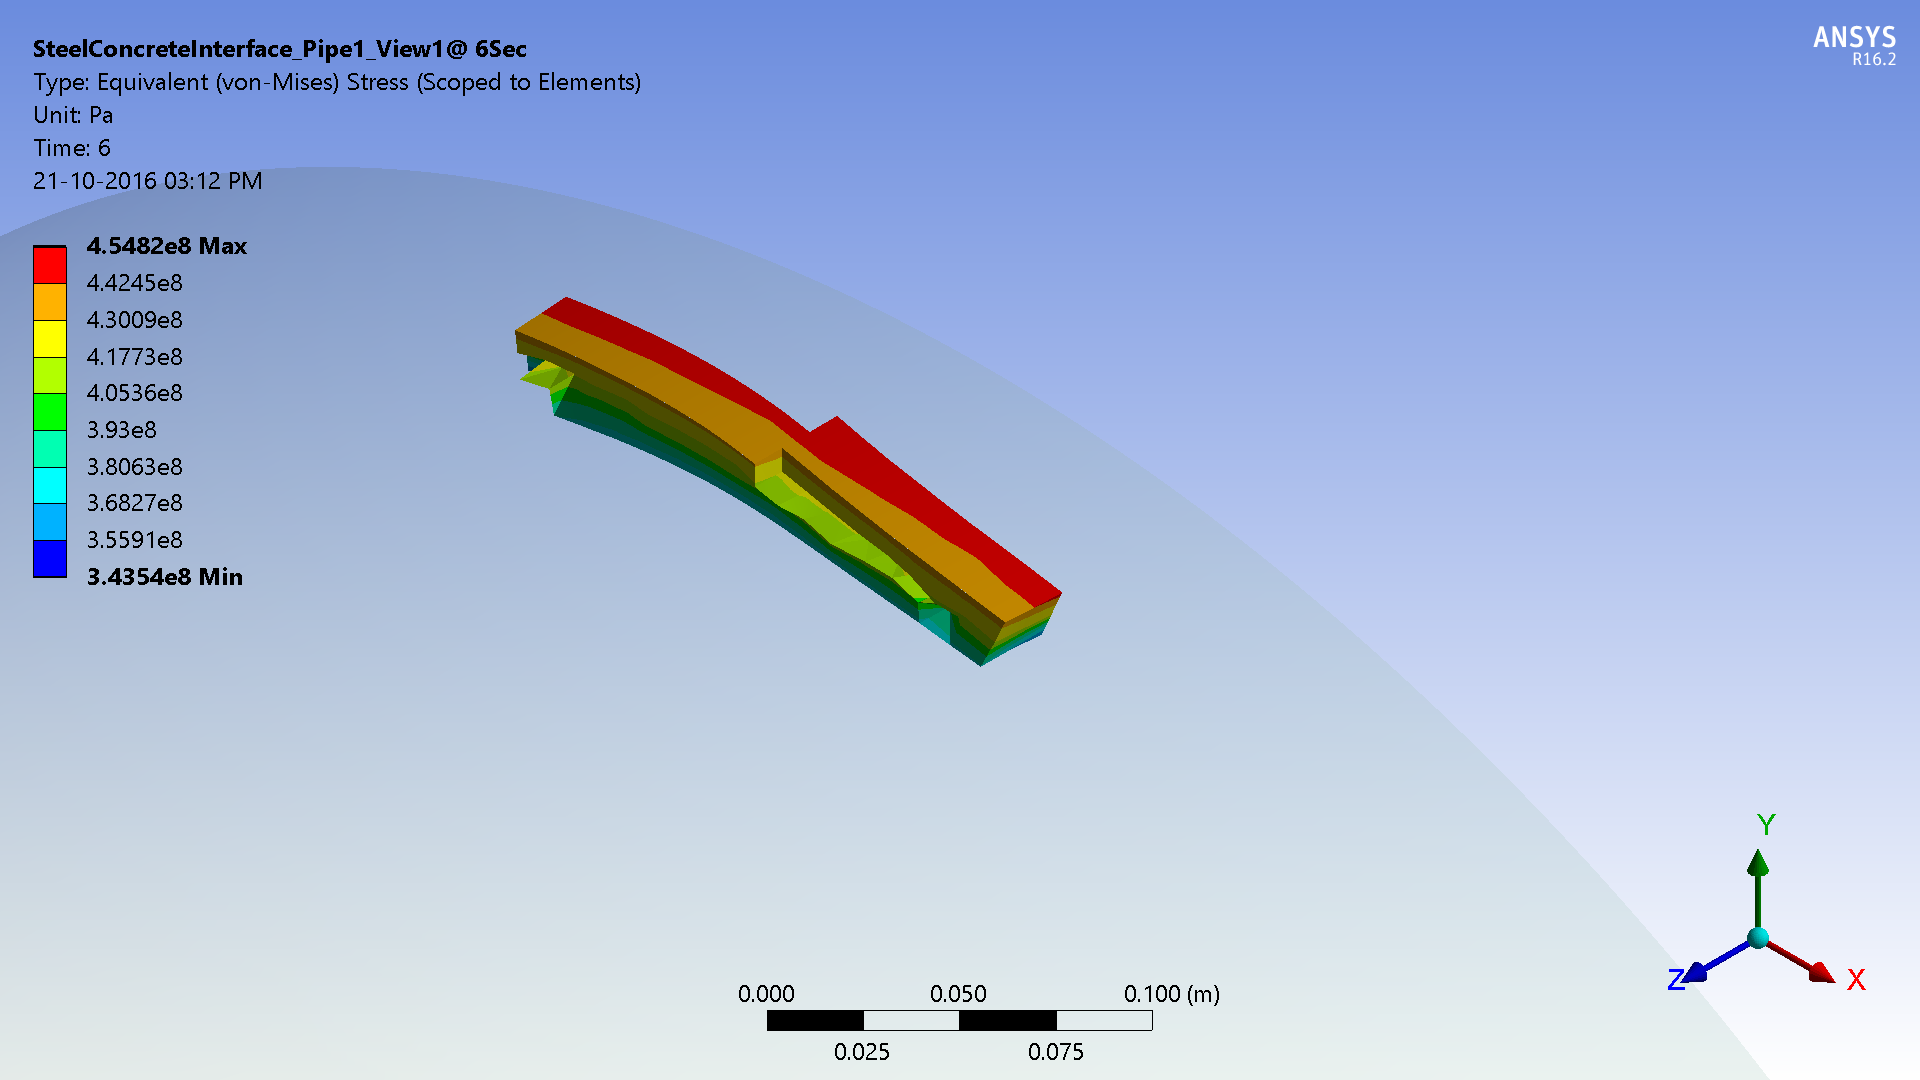 SteelConcreteInterface_Pipe1_View1@ 6Sec
Type: Equivalent (von-Mises) Stress (Scoped to Elements)
Unit: Pa
Time: 6
21-10-2016 03:12 PM
ANSYS
R16.2
4.5482e8 Max
4.4245e8
4.3009e8
4.1773e8
4.0536e8
3.93e8
3.8063e8
3.6827e8
3.5591e8
3.4354e8 Min
Y
Z
X
0.000 0.050 0.100 (m)
0.025 0.075